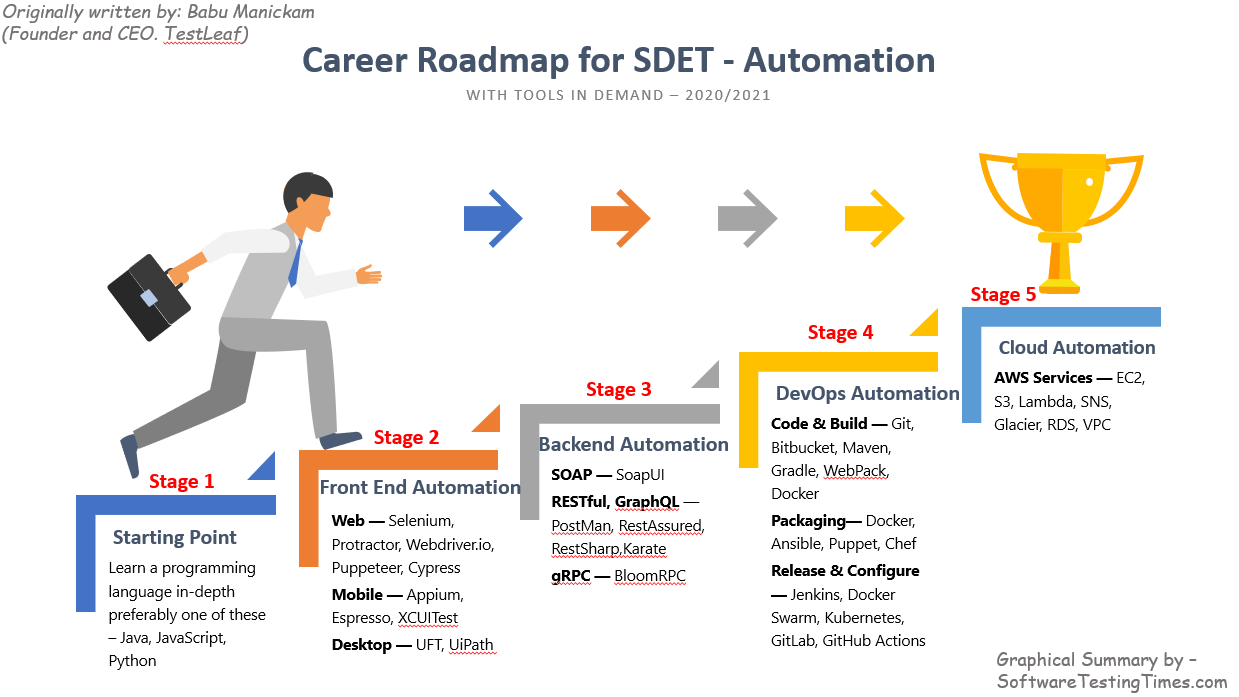 Originally written by: Babu Manickam
(Founder and CEO. TestLeaf)
Career Roadmap for SDET - Automation
WITH TOOLS IN DEMAND – 2020/2021
Stage 1
Starting Point
Learn a programming
language in-depth
preferably one of these
– Java, JavaScript,
Python
Stage 2
Front End Automation
Web — Selenium,
Protractor, Webdriver.io,
Puppeteer, Cypress
Mobile — Appium,
Espresso, XCUITest
Desktop — UFT, UiPath
Stage 3
Backend Automation
SOAP — SoapUI
RESTful, GraphQL —
PostMan, RestAssured,
RestSharp,Karate
gRPC — BloomRPC
Stage 4
DevOps Automation
Code & Build — Git,
Bitbucket, Maven,
Gradle, WebPack,
Docker
Packaging— Docker,
Ansible, Puppet, Chef
Release & Configure
— Jenkins, Docker
Swarm, Kubernetes,
GitLab, GitHub Actions
Stage 5
Cloud Automation
AWS Services — EC2,
S3, Lambda, SNS,
Glacier, RDS, VPC
Graphical Summary by –
SoftwareTestingTimes.com